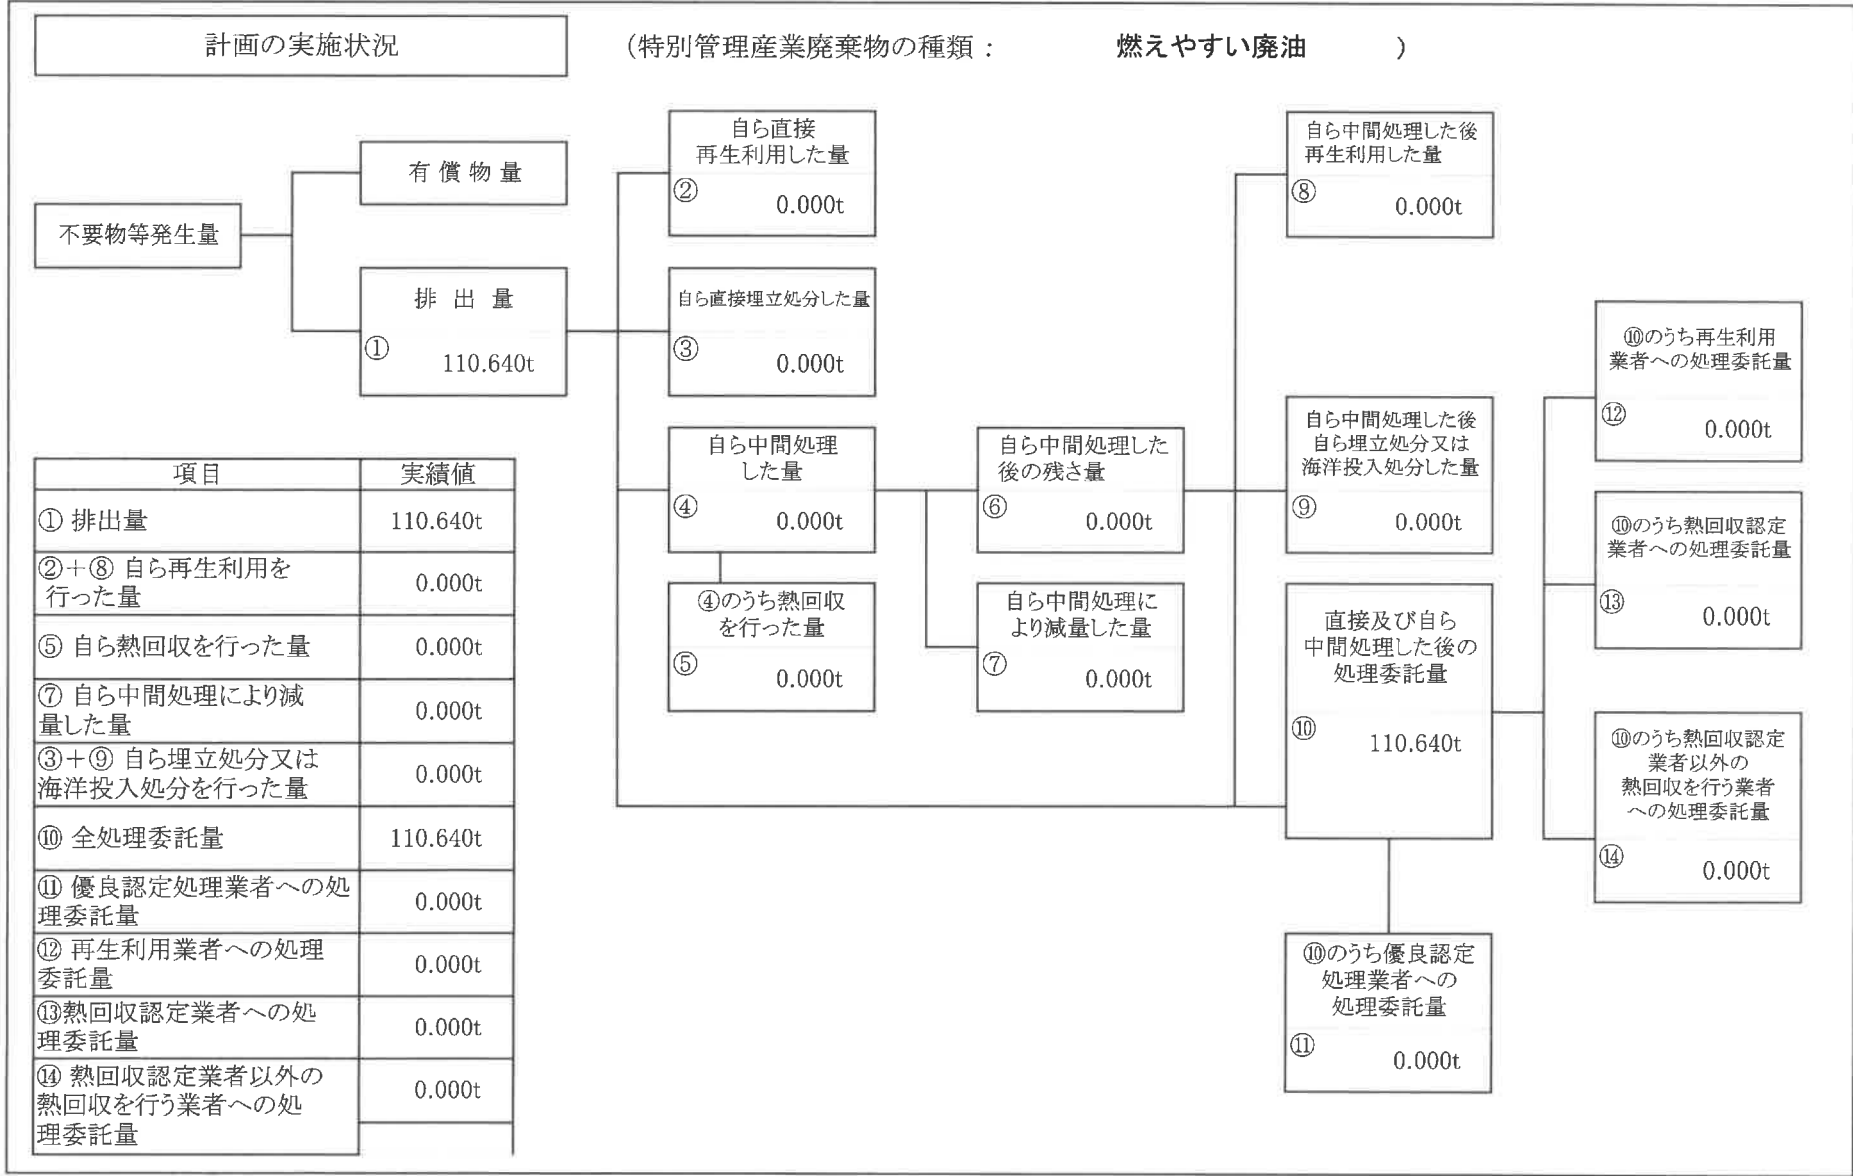 計画の実施状況
(特別管理産業廃棄物の種類： 燃えやすい廃油 )
不要物等発生量
有償物量
排出量
① 110.640t
自ら直接
再生利用した量
② 0.000t
自ら直接埋立処分した量
③ 0.000t
自ら中間処理
した量
④ 0.000t
④のうち熱回収
を行った量
⑤ 0.000t
自ら中間処理した
後の残さ量
⑥ 0.000t
自ら中間処理に
より減量した量
⑦ 0.000t
自ら中間処理した後
再生利用した量
⑧ 0.000t
自ら中間処理した後
自ら埋立処分又は
海洋投入処分した量
⑨ 0.000t
直接及び自ら
中間処理した後の
処理委託量
⑩ 110.640t
⑩のうち優良認定
処理業者への
処理委託量
⑪ 0.000t
⑩のうち再生利用
業者への処理委託量
⑫ 0.000t
⑩のうち熱回収認定
業者への処理委託量
⑬ 0.000t
⑩のうち熱回収認定
業者以外の
熱回収を行う業者
への処理委託量
⑭ 0.000t
項目 実績値
① 排出量 110.640t
②＋⑧ 自ら再生利用を
行った量 0.000t
⑤ 自ら熱回収を行った量 0.000t
⑦ 自ら中間処理により減
量した量 0.000t
③＋⑨ 自ら埋立処分又は
海洋投入処分を行った量 0.000t
⑩ 全処理委託量 110.640t
⑪ 優良認定処理業者への処
理委託量 0.000t
⑫ 再生利用業者への処理
委託量 0.000t
⑬熱回収認定業者への処
理委託量 0.000t
⑭ 熱回収認定業者以外の
熱回収を行う業者への処
理委託量 0.000t